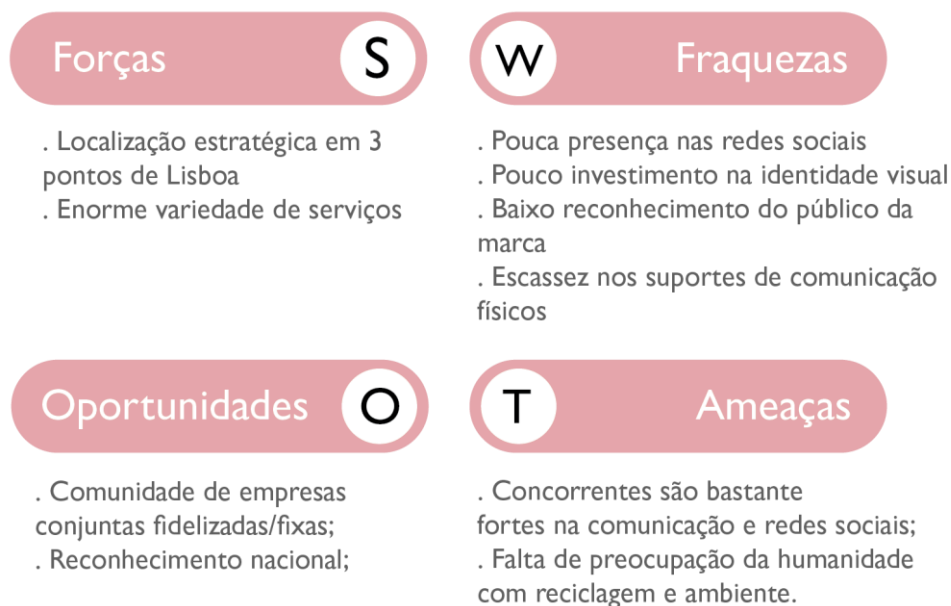 Forças S
. Localização estratégica em 3
pontos de Lisboa
. Enorme variedade de serviços
W Fraquezas
. Pouca presença nas redes sociais
. Pouco investimento na identidade visual
. Baixo reconhecimento do público da
marca
. Escassez nos suportes de comunicação
físicos
Oportunidades O
. Comunidade de empresas
conjuntas fidelizadas/fixas;
. Reconhecimento nacional;
T Ameaças
. Concorrentes são bastante
fortes na comunicação e redes sociais;
. Falta de preocupação da humanidade
com reciclagem e ambiente.